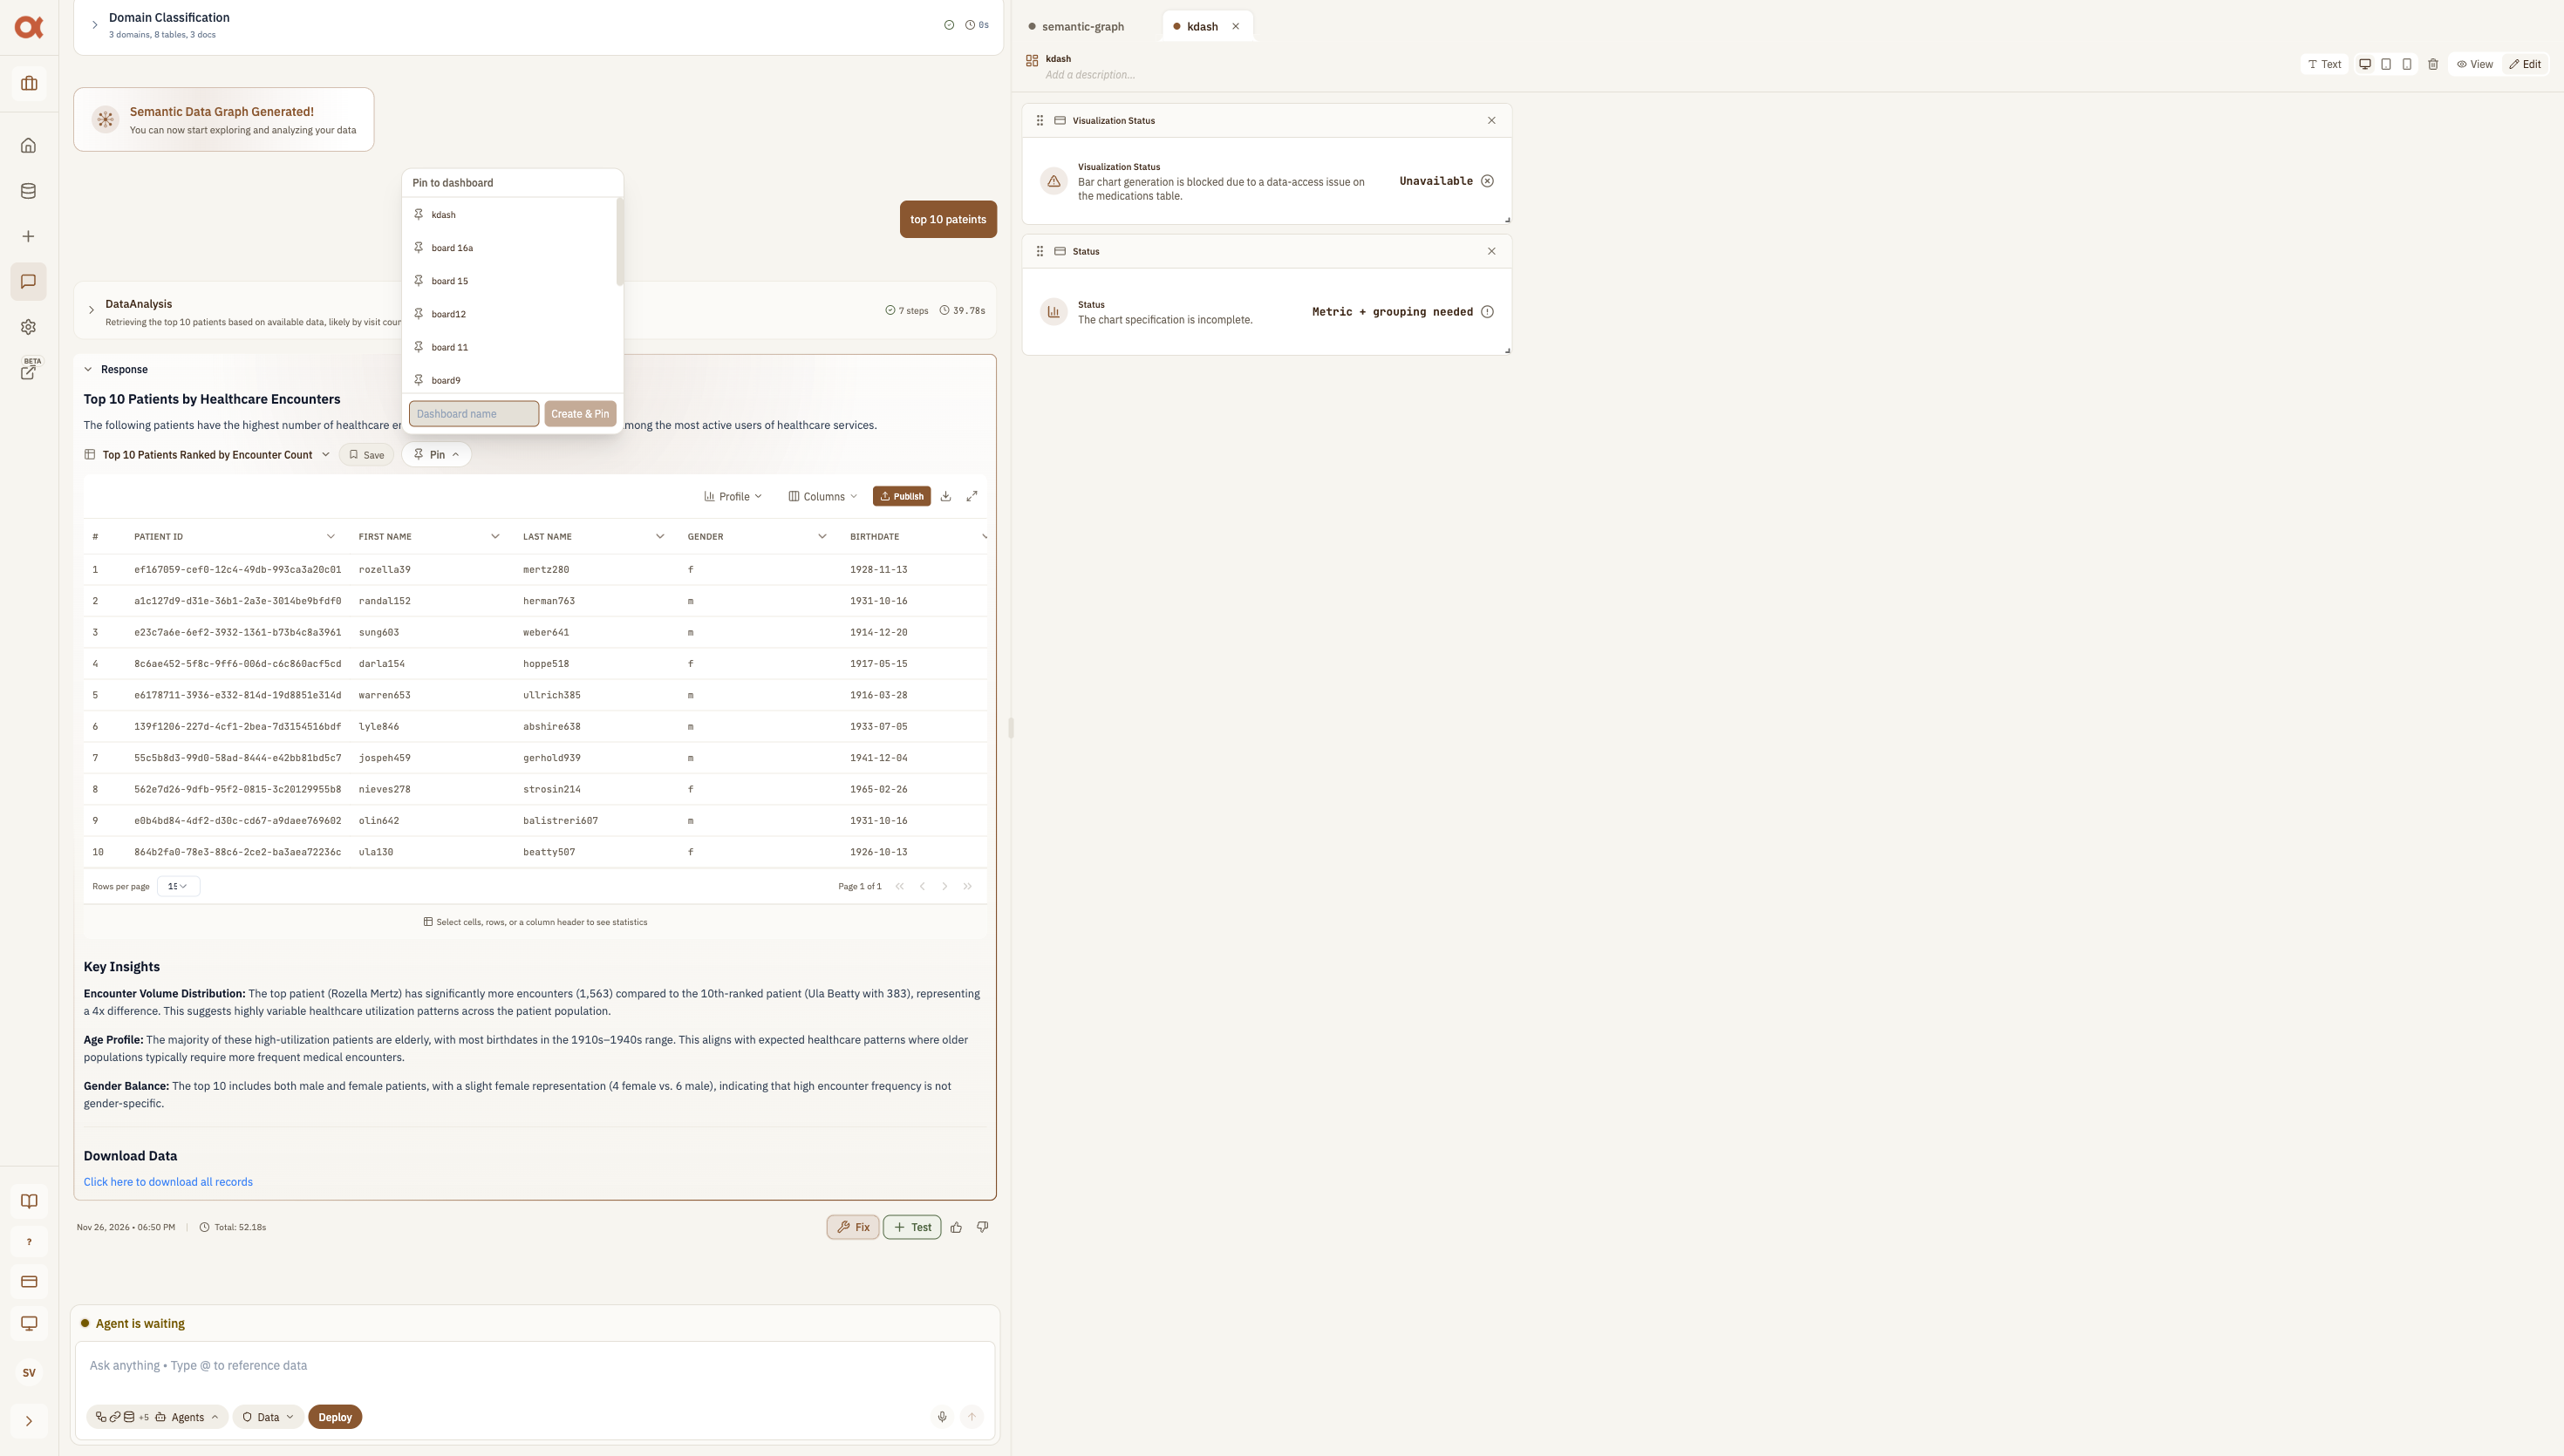 Domain Classification
3 domains, 8 tables, 3 docs
0s
Semantic Data Graph Generated!
You can now start exploring and analyzing your data
top 10 pateints
Pin to dashboard
kdash
board 16a
board 15
board12
board 11
board9
Dashboard name
Create & Pin
DataAnalysis
Retrieving the top 10 patients based on available data, likely by visit
7 steps
39.78s
Response
Top 10 Patients by Healthcare Encounters
The following patients have the highest number of healthcare
mong the most active users of healthcare services.
Top 10 Patients Ranked by Encounter Count
Save
Pin
Profile
Columns
Publish
# PATIENT ID FIRST NAME LAST NAME GENDER BIRTHDATE
1 ef167059-cef0-12c4-49db-993ca3a20c01 rozella39 mertz280 f 1928-11-13
2 a1c127d9-d31e-36b1-2a3e-3014be9bfdf0 randal152 herman763 m 1931-10-16
3 e23c7a6e-6ef2-3932-1361-b73b4c8a3961 sung603 weber641 m 1914-12-20
4 8c6ae452-5f8c-9ff6-006d-c6c860acf5cd darla154 hoppe518 f 1917-05-15
5 e6178711-3936-e332-814d-19d8851e314d warren653 ullrich385 m 1916-03-28
6 139f1206-227d-4cf1-2bea-7d3154516bdf lyle846 abshire638 m 1933-07-05
7 55c5b8d3-99d0-58ad-8444-e42bb81bd5c7 jospeh459 gerhold939 m 1941-12-04
8 562e7d26-9dfb-95f2-0815-3c20129955b8 nieves278 strosin214 f 1965-02-26
9 e0b4bd84-4df2-d30c-cd67-a9daee769602 olin642 balistreri607 m 1931-10-16
10 864b2fa0-78e3-88c6-2ce2-ba3aea72236c ula130 beatty507 f 1926-10-13
Rows per page
Page 1 of 1
Select cells, rows, or a column header to see statistics
Key Insights
Encounter Volume Distribution: The top patient (Rozella Mertz) has significantly more encounters (1,563) compared to the 10th-ranked patient (Ula Beatty with 383), representing
a 4x difference. This suggests highly variable healthcare utilization patterns across the patient population.
Age Profile: The majority of these high-utilization patients are elderly, with most birthdates in the 1910s–1940s range. This aligns with expected healthcare patterns where older
populations typically require more frequent medical encounters.
Gender Balance: The top 10 includes both male and female patients, with a slight female representation (4 female vs. 6 male), indicating that high encounter frequency is not
gender-specific.
Download Data
Click here to download all records
Nov 26, 2026 • 06:50 PM
Total: 52.18s
Fix
Test
Agent is waiting
Ask anything • Type @ to reference data
+5
Agents
Data
Deploy
BETA
?
SV
semantic-graph
kdash
kdash
Add a description...
Text
View
Edit
Visualization Status
Visualization Status
Bar chart generation is blocked due to a data-access issue on
the medications table.
Unavailable
Status
Status
The chart specification is incomplete.
Metric + grouping needed